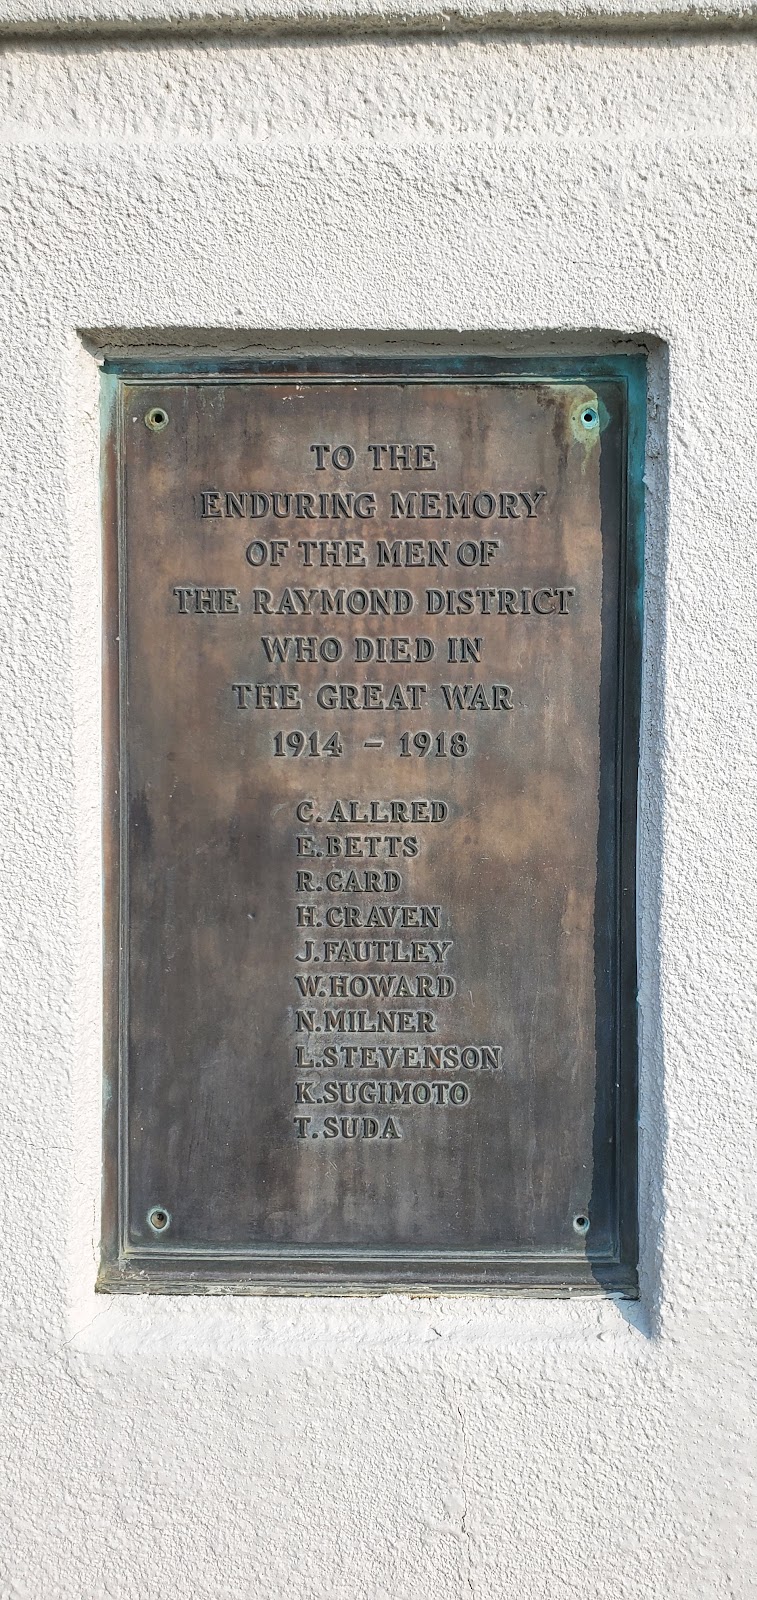 TO THE
ENDURING MEMORY
OF THE MEN OF
THE RAYMOND DISTRICT
WHO DIED IN
THE GREAT WAR
1914 - 1918
C. ALLRED
E. BETTS
R. CARD
H. CRAVEN
J. FAUTLEY
W. HOWARD
N. MILNER
L. STEVENSON
K. SUGIMOTO
T. SUDA